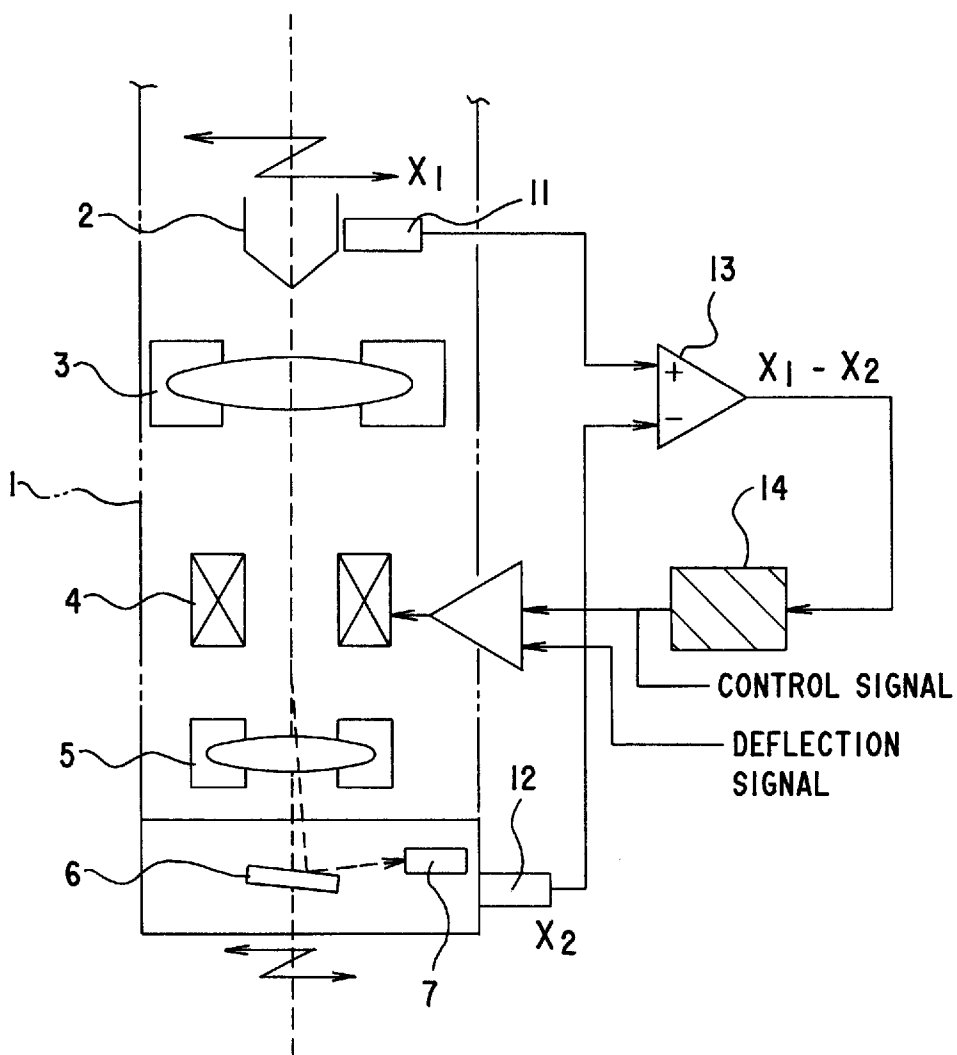 X1
2
11
13
3
+
X1 - X2
−
1
14
4
CONTROL SIGNAL
5
DEFLECTION
SIGNAL
12
6
X2
7